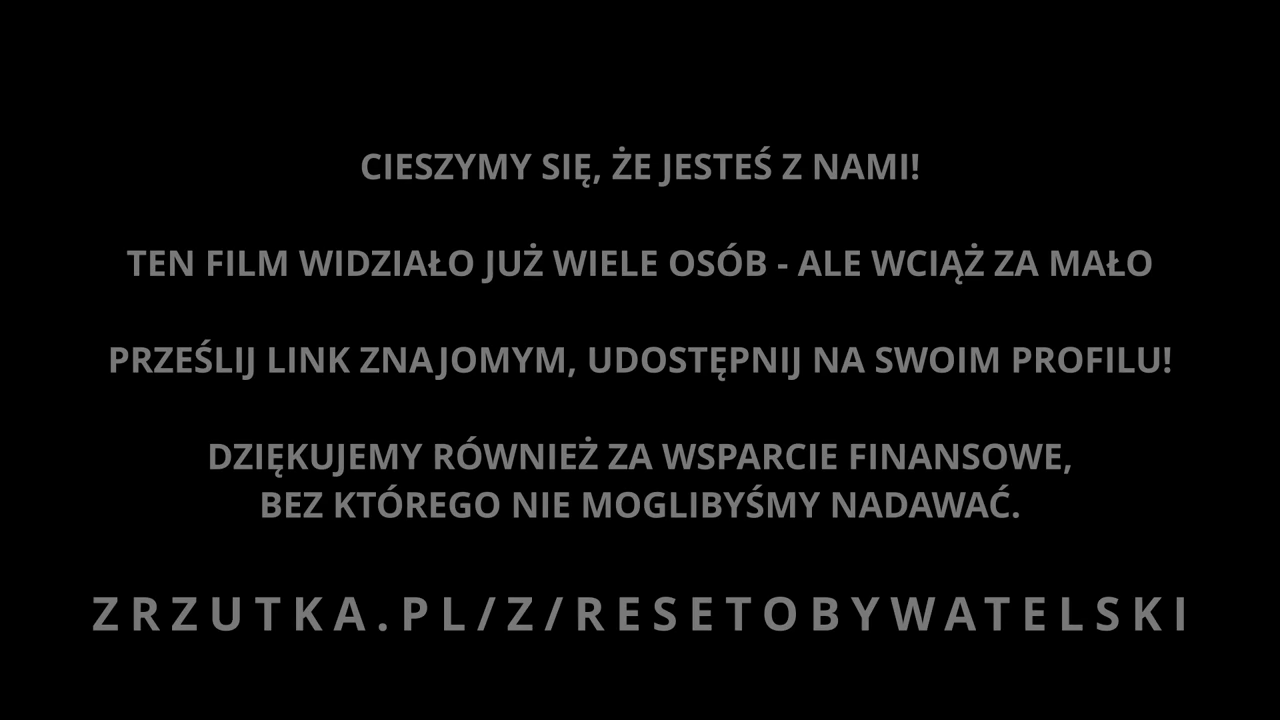 CIESZYMY SIĘ, ŻE JESTEŚ Z NAMI!
TEN FILM WIDZIAŁO JUŻ WIELE OSÓB - ALE WCIĄŻ ZA MAŁO
PRZEŚLIJ LINK ZNAJOMYM, UDOSTĘPNIJ NA SWOIM PROFILU!
DZIĘKUJEMY RÓWNIEŻ ZA WSPARCIE FINANSOWE,
BEZ KTÓREGO NIE MOGLIBYŚMY NADAWAĆ.
ZRZUTKA.PL/Z/RESETOBYWATELSKI